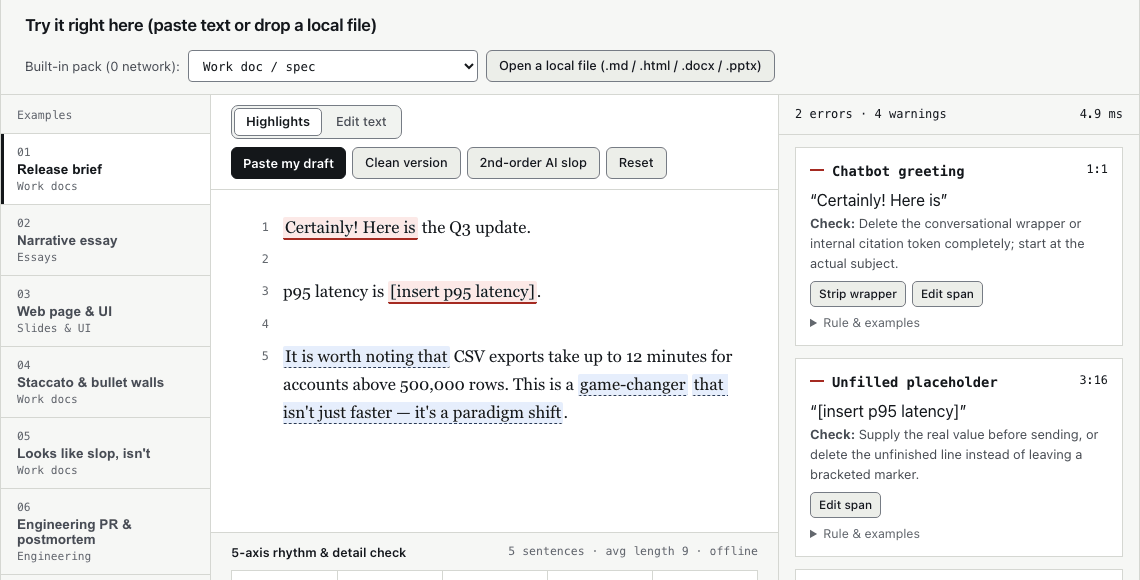 Try it right here (paste text or drop a local file)
Built-in pack (0 network):
Work doc / spec
Open a local file (.md / .html / .docx / .pptx)
Examples
01
Release brief
Work docs
02
Narrative essay
Essays
03
Web page & UI
Slides & UI
04
Staccato & bullet walls
Work docs
05
Looks like slop, isn't
Work docs
06
Engineering PR &
postmortem
Engineering
Highlights
Edit text
Paste my draft
Clean version
2nd-order AI slop
Reset
1 Certainly! Here is the Q3 update.
2
3 p95 latency is [insert p95 latency].
4
5 It is worth noting that CSV exports take up to 12 minutes for
accounts above 500,000 rows. This is a game-changer that
isn't just faster — it's a paradigm shift.
5-axis rhythm & detail check
5 sentences · avg length 9 · offline
2 errors · 4 warnings
4.9 ms
Chatbot greeting
1:1
“Certainly! Here is”
Check: Delete the conversational wrapper or
internal citation token completely; start at the
actual subject.
Strip wrapper
Edit span
Rule & examples
Unfilled placeholder
3:16
“[insert p95 latency]”
Check: Supply the real value before sending, or
delete the unfinished line instead of leaving a
bracketed marker.
Edit span
Rule & examples